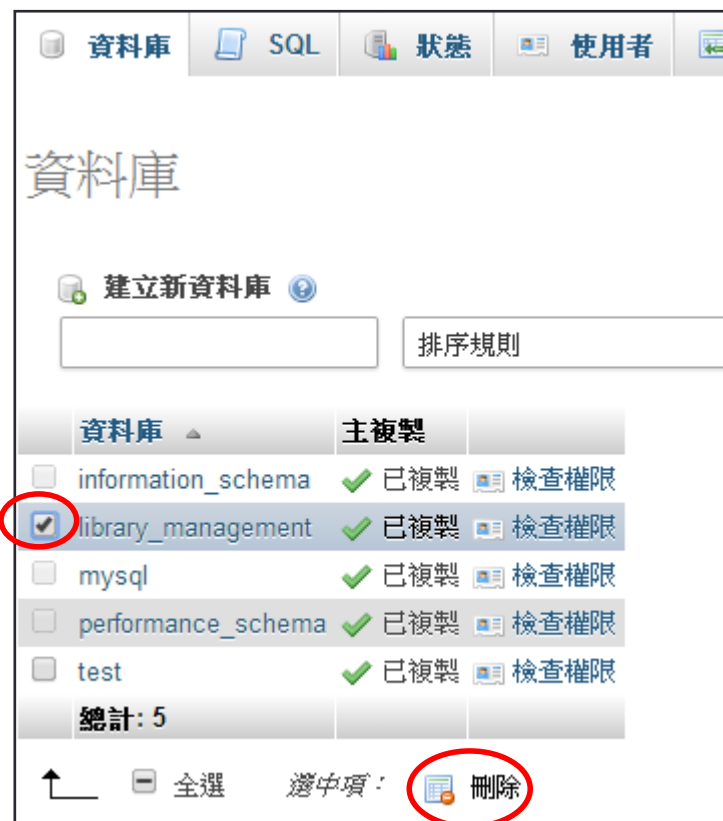 資料庫 SQL 狀態 使用者
資料庫
建立新資料庫
排序規則
資料庫 主複製
information_schema 已複製 檢查權限
library_management 已複製 檢查權限
mysql 已複製 檢查權限
performance_schema 已複製 檢查權限
test 已複製 檢查權限
總計: 5
全選 選中項： 刪除